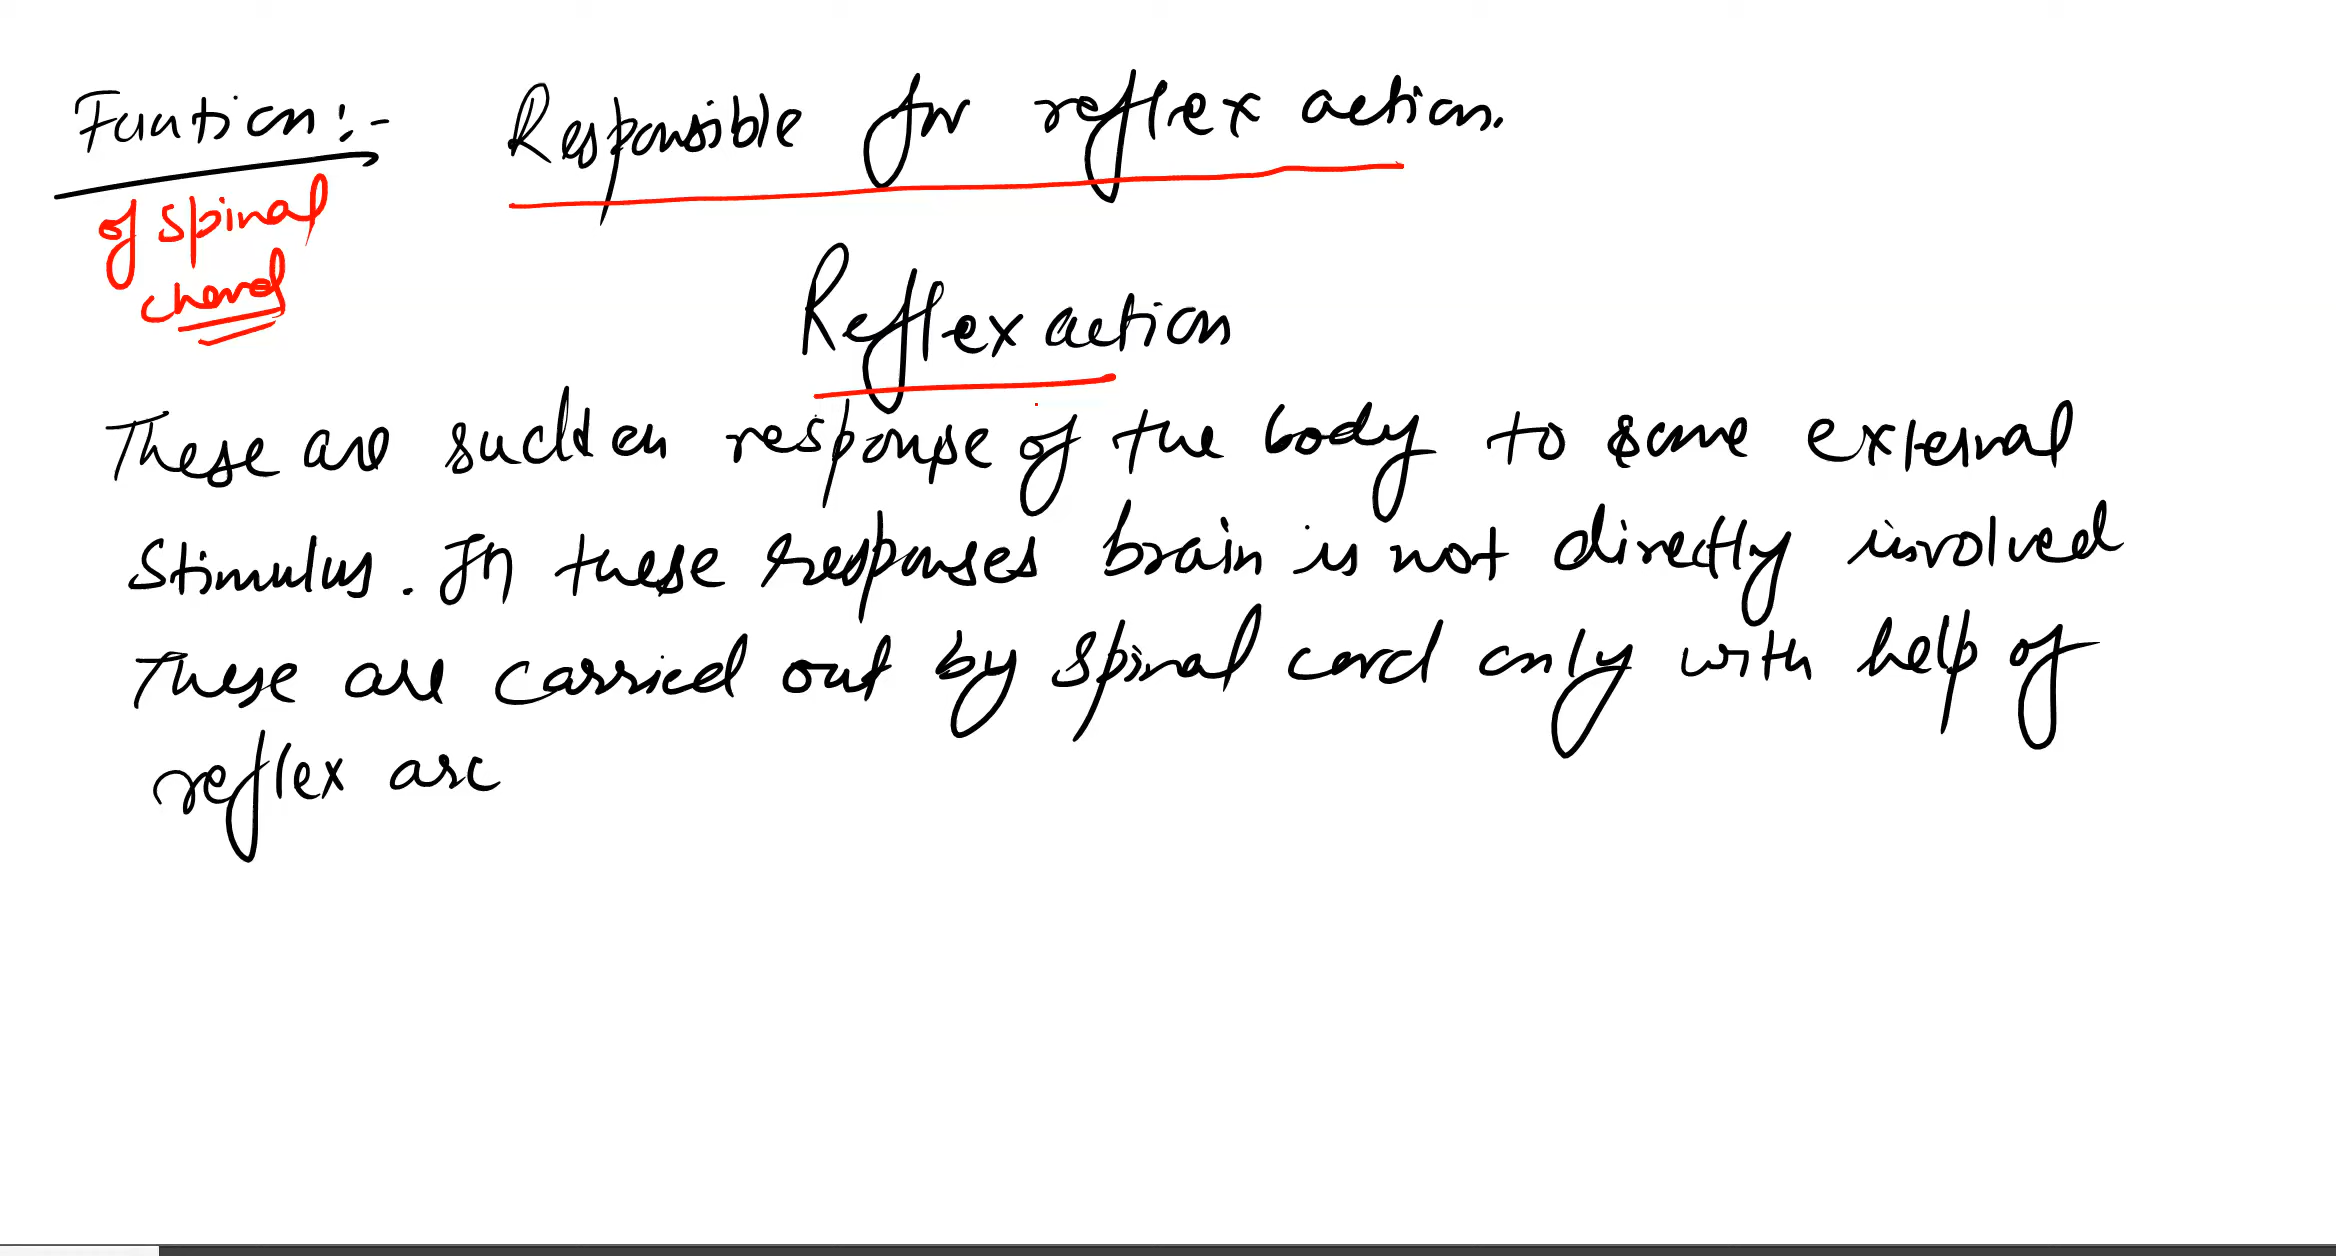 Function :- Responsible for reflex action.
of spinal
chord
Reflex action
These are sudden response of the body to some external
Stimulus. In these responses brain is not directly involved
These are carried out by spinal cord only with help of
reflex arc